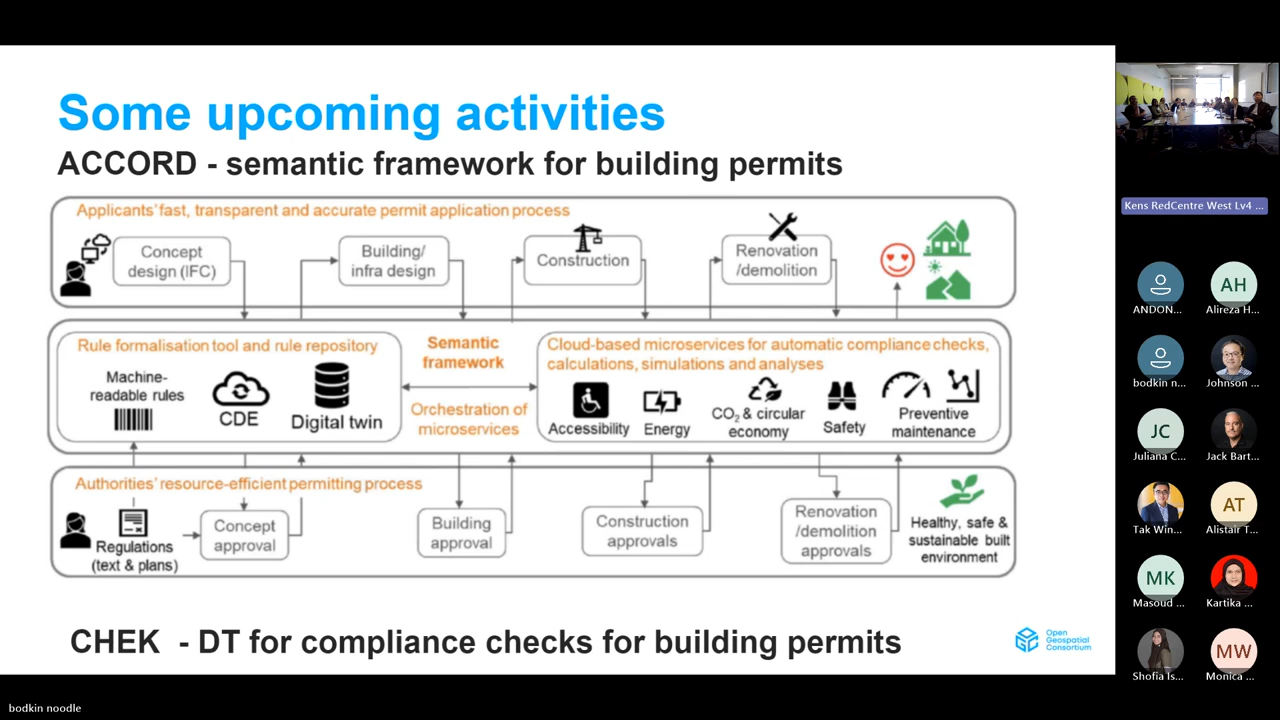 Some upcoming activities
ACCORD - semantic framework for building permits
Applicants' fast, transparent and accurate permit application process
Concept
design (IFC)
Building/
infra design
Construction
Renovation
/demolition
Rule formalisation tool and rule repository
Machine-
readable rules
CDE
Digital twin
Semantic
framework
Orchestration of
microservices
Cloud-based microservices for automatic compliance checks,
calculations, simulations and analyses
Accessibility
Energy
CO₂ & circular
economy
Safety
Preventive
maintenance
Authorities' resource-efficient permitting process
Regulations
(text & plans)
Concept
approval
Building
approval
Construction
approvals
Renovation
/demolition
approvals
Healthy, safe &
sustainable built
environment
CHEK - DT for compliance checks for building permits
Open
Geospatial
Consortium
Kens RedCentre West Lv4 ...
ANDON...
AH
Alireza H...
bodkin n...
Johnson ...
JC
Juliana C...
Jack Bart...
Tak Win...
AT
Alistair T...
MK
Masoud ...
Kartika ...
Shofia Is...
MW
Monica ...
bodkin noodle